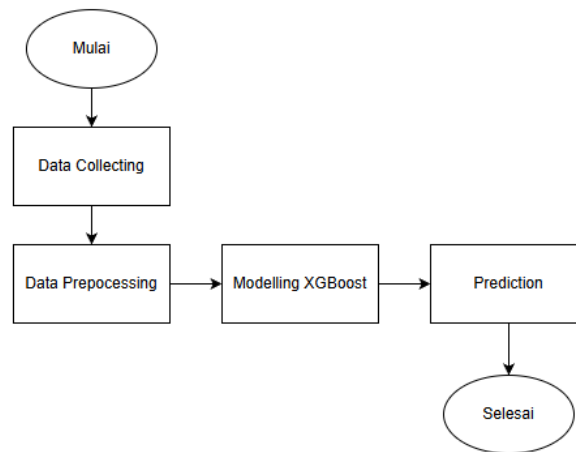 Mulai
Data Collecting
Data Prepocessing
Modelling XGBoost
Prediction
Selesai